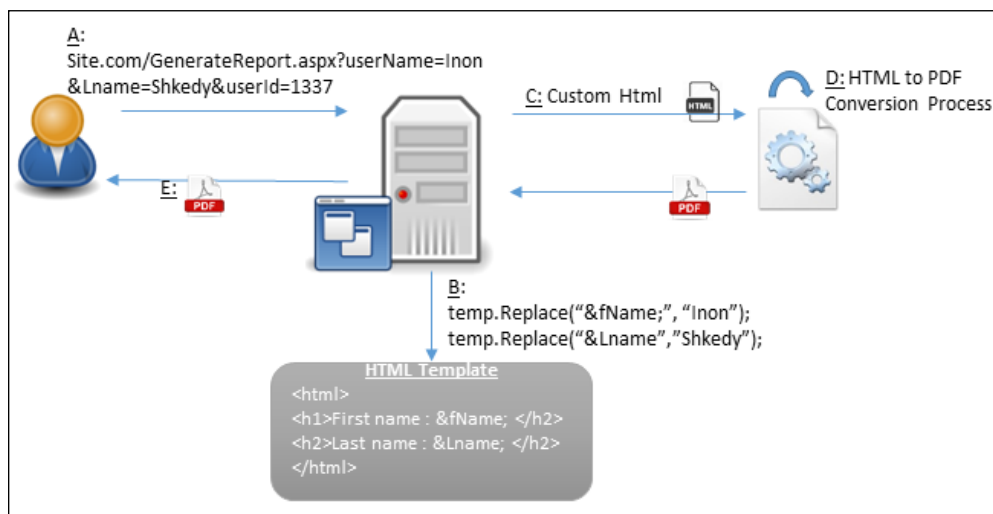 A:
Site.com/GenerateReport.aspx?userName=Inon
&Lname=Shkedy&userId=1337
C: Custom Html
HTML
D: HTML to PDF
Conversion Process
E:
PDF
PDF
B:
temp.Replace(“&fName;”, “Inon”);
temp.Replace(“&Lname”,”Shkedy”);
HTML Template
<html>
<h1>First name : &fName; </h2>
<h2>Last name : &Lname; </h2>
</html>